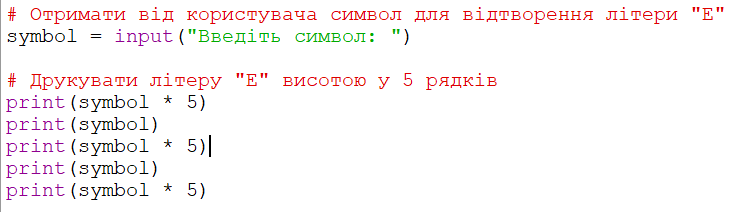 # Отримати від користувача символ для відтворення літери "Е"
symbol = input("Введіть символ: ")
# Друкувати літеру "Е" висотою у 5 рядків
print(symbol * 5)
print(symbol)
print(symbol * 5)
print(symbol)
print(symbol * 5)